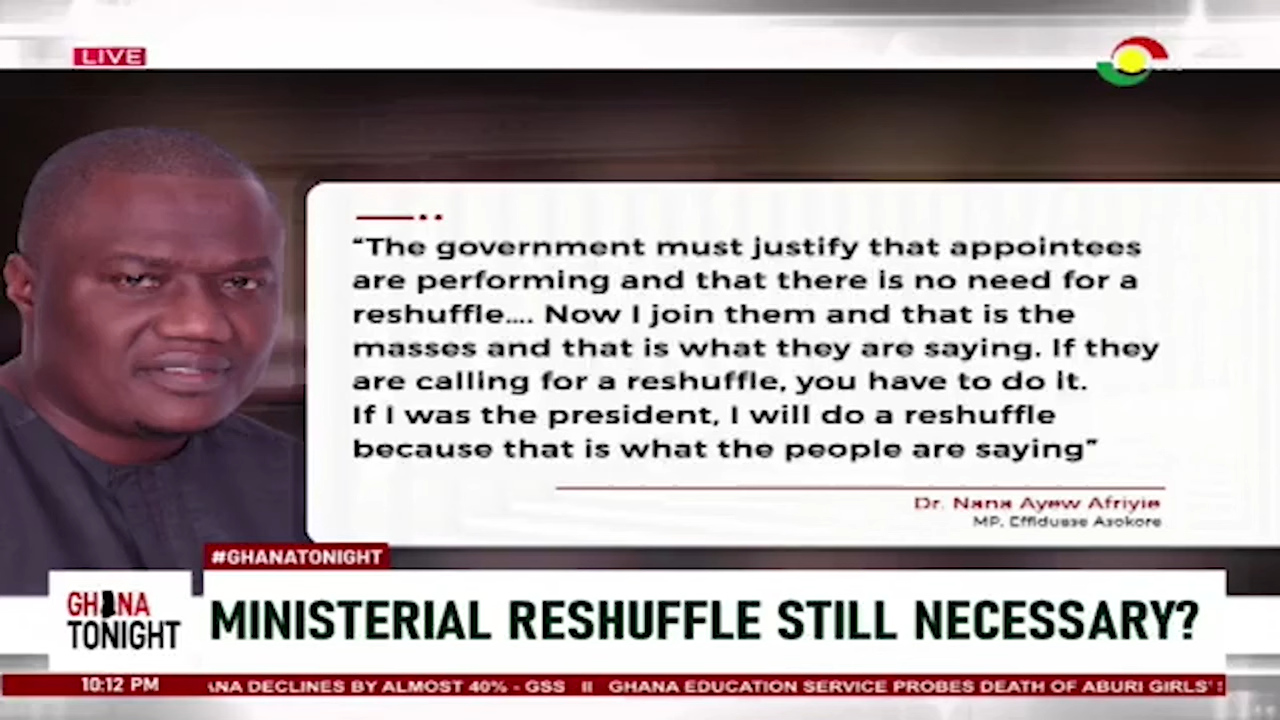 LIVE
“The government must justify that appointees
are performing and that there is no need for a
reshuffle.... Now I join them and that is the
masses and that is what they are saying. If they
are calling for a reshuffle, you have to do it.
If I was the president, I will do a reshuffle
because that is what the people are saying”
Dr. Nana Ayew Afriyie
MP, Effiduase Asokore
#GHANATONIGHT
GHANA
TONIGHT
MINISTERIAL RESHUFFLE STILL NECESSARY?
10:12 PM
ANA DECLINES BY ALMOST 40% - GSS II GHANA EDUCATION SERVICE PROBES DEATH OF ABURI GIRLS'